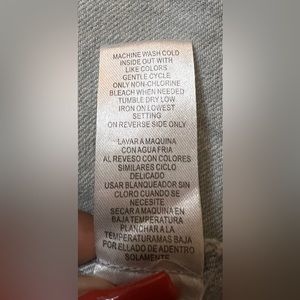 MACHINE WASH COLD
INSIDE OUT WITH
LIKE COLORS
GENTLE CYCLE
ONLY NON-CHLORINE
BLEACH WHEN NEEDED
TUMBLE DRY LOW
IRON ON LOWEST
SETTING
ON REVERSE SIDE ONLY
LAVAR A MAQUINA
CON AGUA FRIA
AL REVESO CON COLORES
SIMILARES CICLO
DELICADO
USAR BLANQUEADOR SIN
CLORO CUANDO SE
NECESITE
SECAR A MAQUINA EN
BAJA TEMPERATURA
PLANCHAR A LA
TEMPERATURAMAS BAJA
POR ELLADO DE ADENTRO
SOLAMENTE